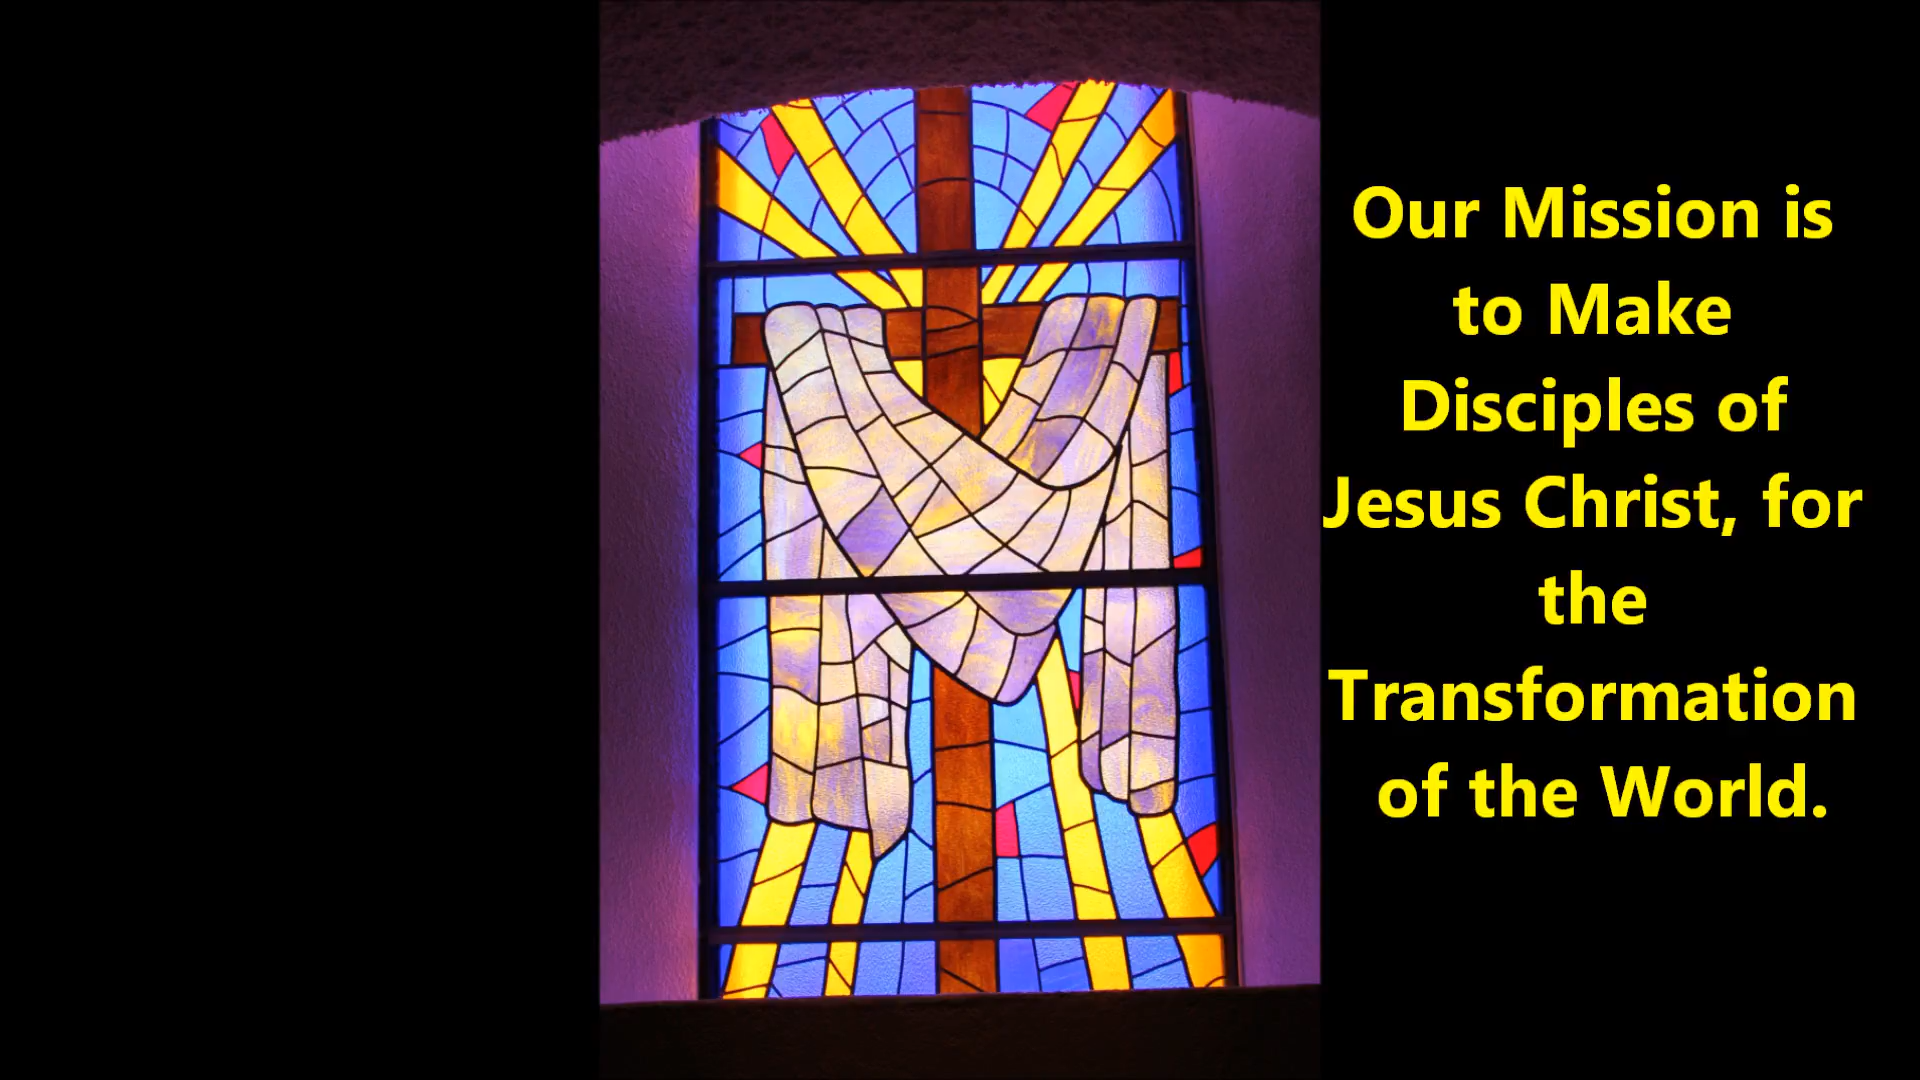 Our Mission is
to Make
Disciples of
Jesus Christ, for
the
Transformation
of the World.